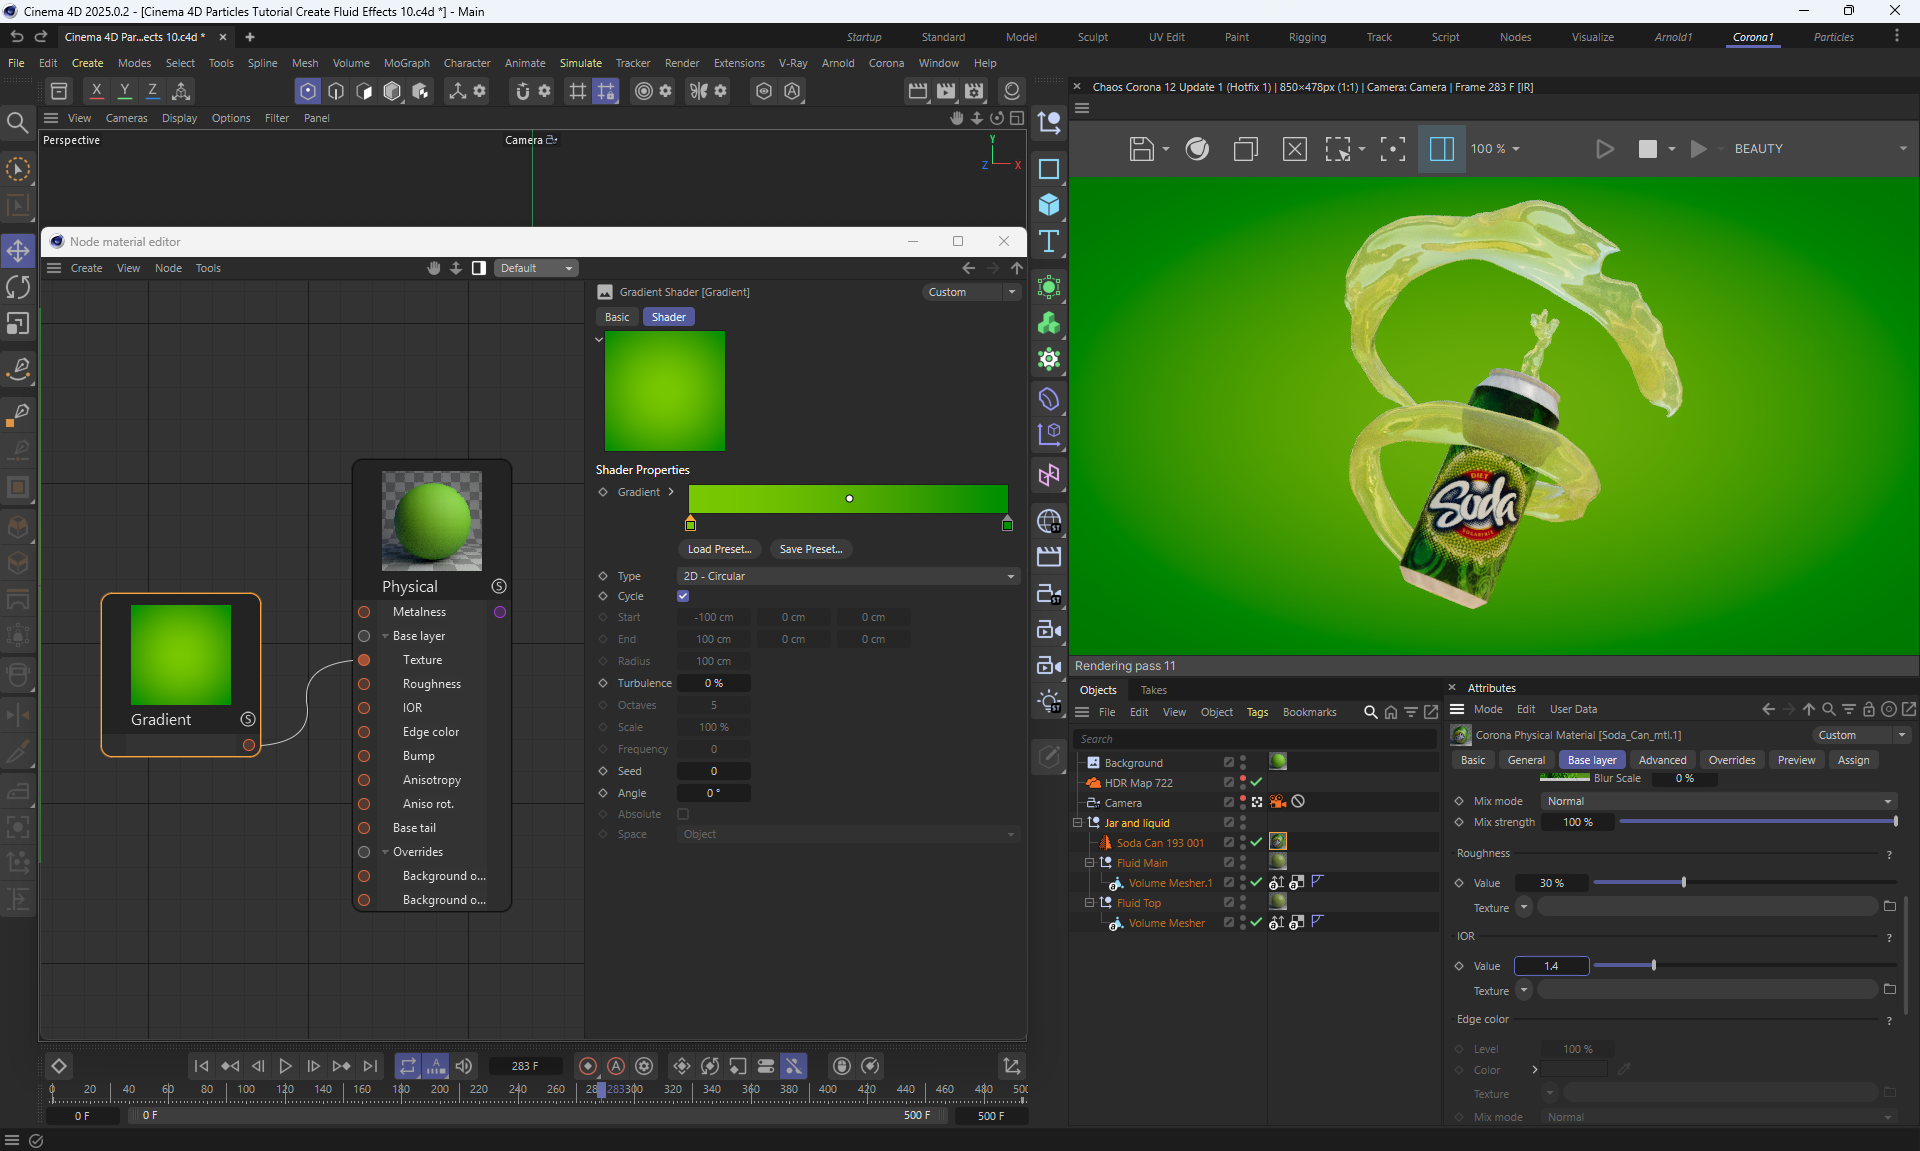 Cinema 4D 2025.0.2 - [Cinema 4D Particles Tutorial Create Fluid Effects 10.c4d *] - Main
Cinema 4D Par...ects 10.c4d *
Startup Standard Model Sculpt UV Edit Paint Rigging Track Script Nodes Visualize Arnold1 Corona1 Particles
File Edit Create Modes Select Tools Spline Mesh Volume MoGraph Character Animate Simulate Tracker Render Extensions V-Ray Arnold Corona Window Help
X Y Z
Chaos Corona 12 Update 1 (Hotfix 1) | 850×478px (1:1) | Camera: Camera | Frame 283 F [IR]
View Cameras Display Options Filter Panel
Perspective
Camera
Y
Z X
100 %
BEAUTY
Node material editor
Create View Node Tools
Default
Gradient Shader [Gradient]
Custom
Basic Shader
Shader Properties
Gradient
Load Preset... Save Preset...
Type 2D - Circular
Cycle
Start -100 cm 0 cm 0 cm
End 100 cm 0 cm 0 cm
Radius 100 cm
Turbulence 0 %
Octaves 5
Scale 100 %
Frequency 0
Seed 0
Angle 0 °
Absolute
Space Object
Physical
S
Metalness
Base layer
Texture
Roughness
IOR
Edge color
Bump
Anisotropy
Aniso rot.
Base tail
Overrides
Background o...
Background o...
Gradient
S
DIET
Soda
SUGARFREE
Rendering pass 11
Objects Takes
File Edit View Object Tags Bookmarks
Search
Background
HDR Map 722
Camera
Jar and liquid
Soda Can 193 001
Fluid Main
Volume Mesher.1
Fluid Top
Volume Mesher
Attributes
Mode Edit User Data
Corona Physical Material [Soda_Can_mtl.1]
Custom
Basic General Base layer Advanced Overrides Preview Assign
Blur Scale 0 %
Mix mode Normal
Mix strength 100 %
Roughness ?
Value 30 %
Texture
IOR ?
Value 1.4
Texture
Edge color ?
Level 100 %
Color
Texture
Mix mode Normal
283 F
0 20 40 60 80 100 120 140 160 180 200 220 240 260 28 283 300 320 340 360 380 400 420 440 460 480 500
0 F 0 F 500 F 500 F